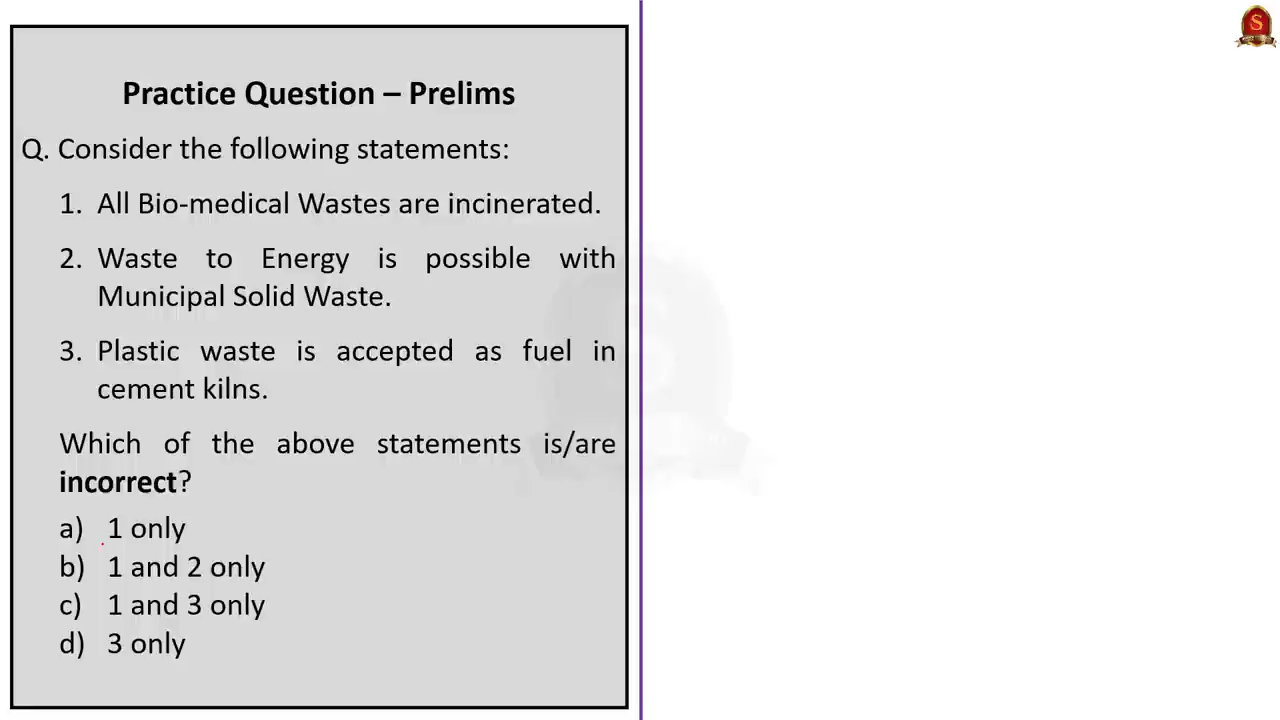 Practice Question – Prelims
Q. Consider the following statements:
1. All Bio-medical Wastes are incinerated.
2. Waste to Energy is possible with
Municipal Solid Waste.
3. Plastic waste is accepted as fuel in
cement kilns.
Which of the above statements is/are
incorrect?
a) 1 only
b) 1 and 2 only
c) 1 and 3 only
d) 3 only
S